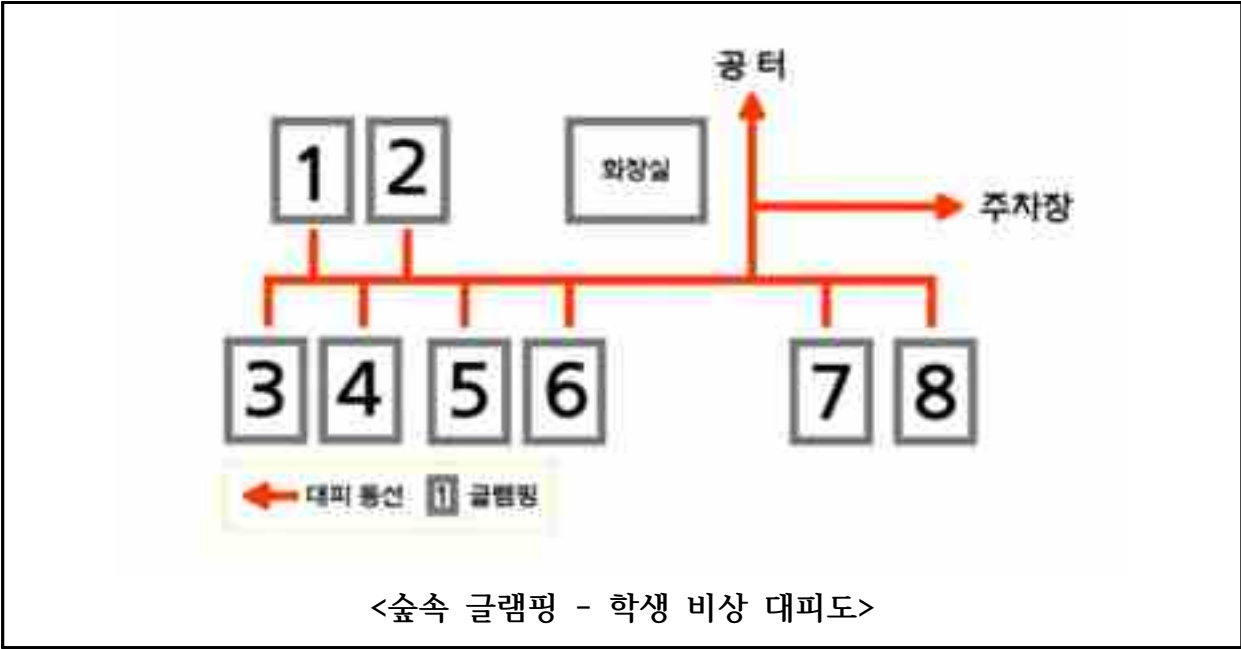 공 터
1 2 화장실
주차장
3 4 5 6 7 8
대피 동선 1 글램핑
<숲속 글램핑 - 학생 비상 대피도>